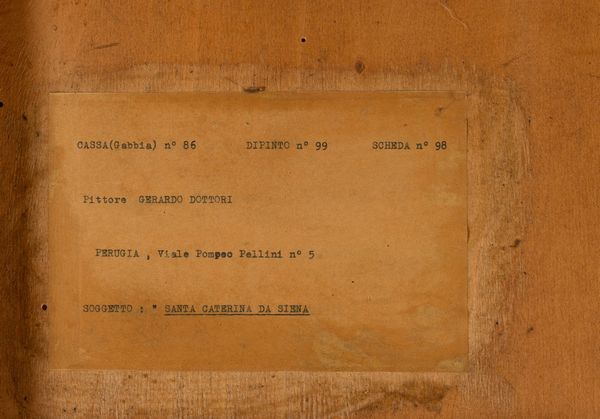 CASSA(Gabbia) n° 86 DIPINTO n° 99 SCHEDA n° 98
Pittore GERARDO DOTTORI
PERUGIA , Viale Pompeo Pellini n° 5
SOGGETTO : " SANTA CATERINA DA SIENA